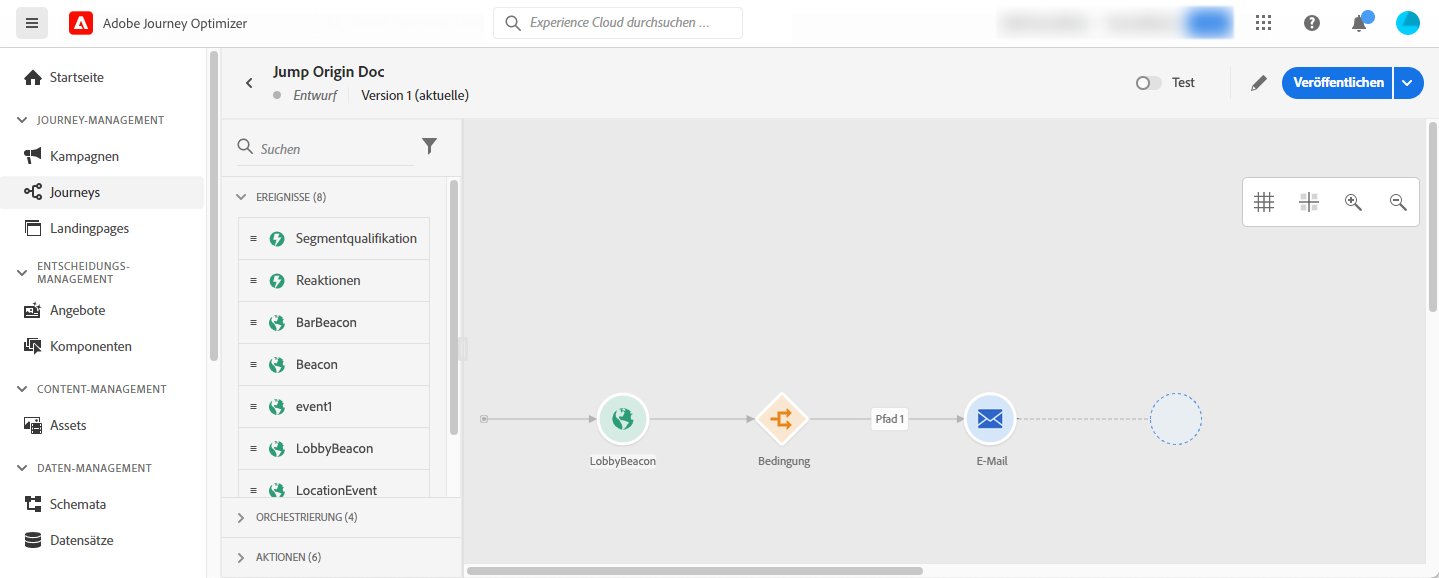 Adobe Journey Optimizer
Experience Cloud durchsuchen ...
Startseite
JOURNEY-MANAGEMENT
Kampagnen
Journeys
Landingpages
ENTSCHEIDUNGS-
MANAGEMENT
Angebote
Komponenten
CONTENT-MANAGEMENT
Assets
DATEN-MANAGEMENT
Schemata
Datensätze
Jump Origin Doc
Entwurf
Version 1 (aktuelle)
Test
Veröffentlichen
Suchen
EREIGNISSE (8)
Segmentqualifikation
Reaktionen
BarBeacon
Beacon
event1
LobbyBeacon
LocationEvent
ORCHESTRIERUNG (4)
AKTIONEN (6)
Pfad 1
LobbyBeacon
Bedingung
E-Mail